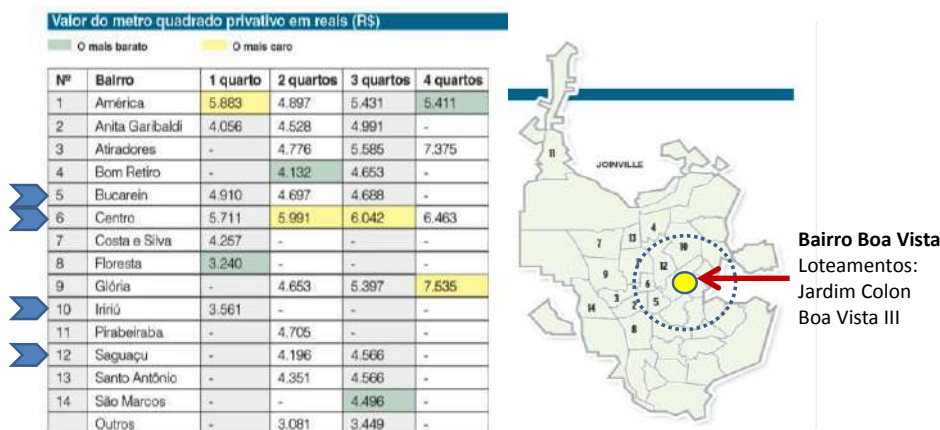 Valor do metro quadrado privativo em reais (R$)
O mais barato O mais caro
Nº Bairro 1 quarto 2 quartos 3 quartos 4 quartos
1 América 5.883 4.897 5.431 5.411
2 Anita Garibaldi 4.056 4.528 4.991 -
3 Atiradores - 4.776 5.585 7.375
4 Bom Retiro - 4.132 4.653 -
5 Bucarein 4.910 4.697 4.688 -
6 Centro 5.711 5.991 6.042 6.463
7 Costa e Silva 4.257 - - -
8 Floresta 3.240 - - -
9 Glória - 4.653 5.397 7.535
10 Iririú 3.561 - - -
11 Pirabeiraba - 4.705 - -
12 Saguaçu - 4.196 4.566 -
13 Santo Antônio - 4.351 4.566 -
14 São Marcos - - 4.496 -
Outros - 3.081 3.449 -
11
JOINVILLE
4
7 13 10
9 12
6
14 3 2 5
8
Bairro Boa Vista
Loteamentos:
Jardim Colon
Boa Vista III